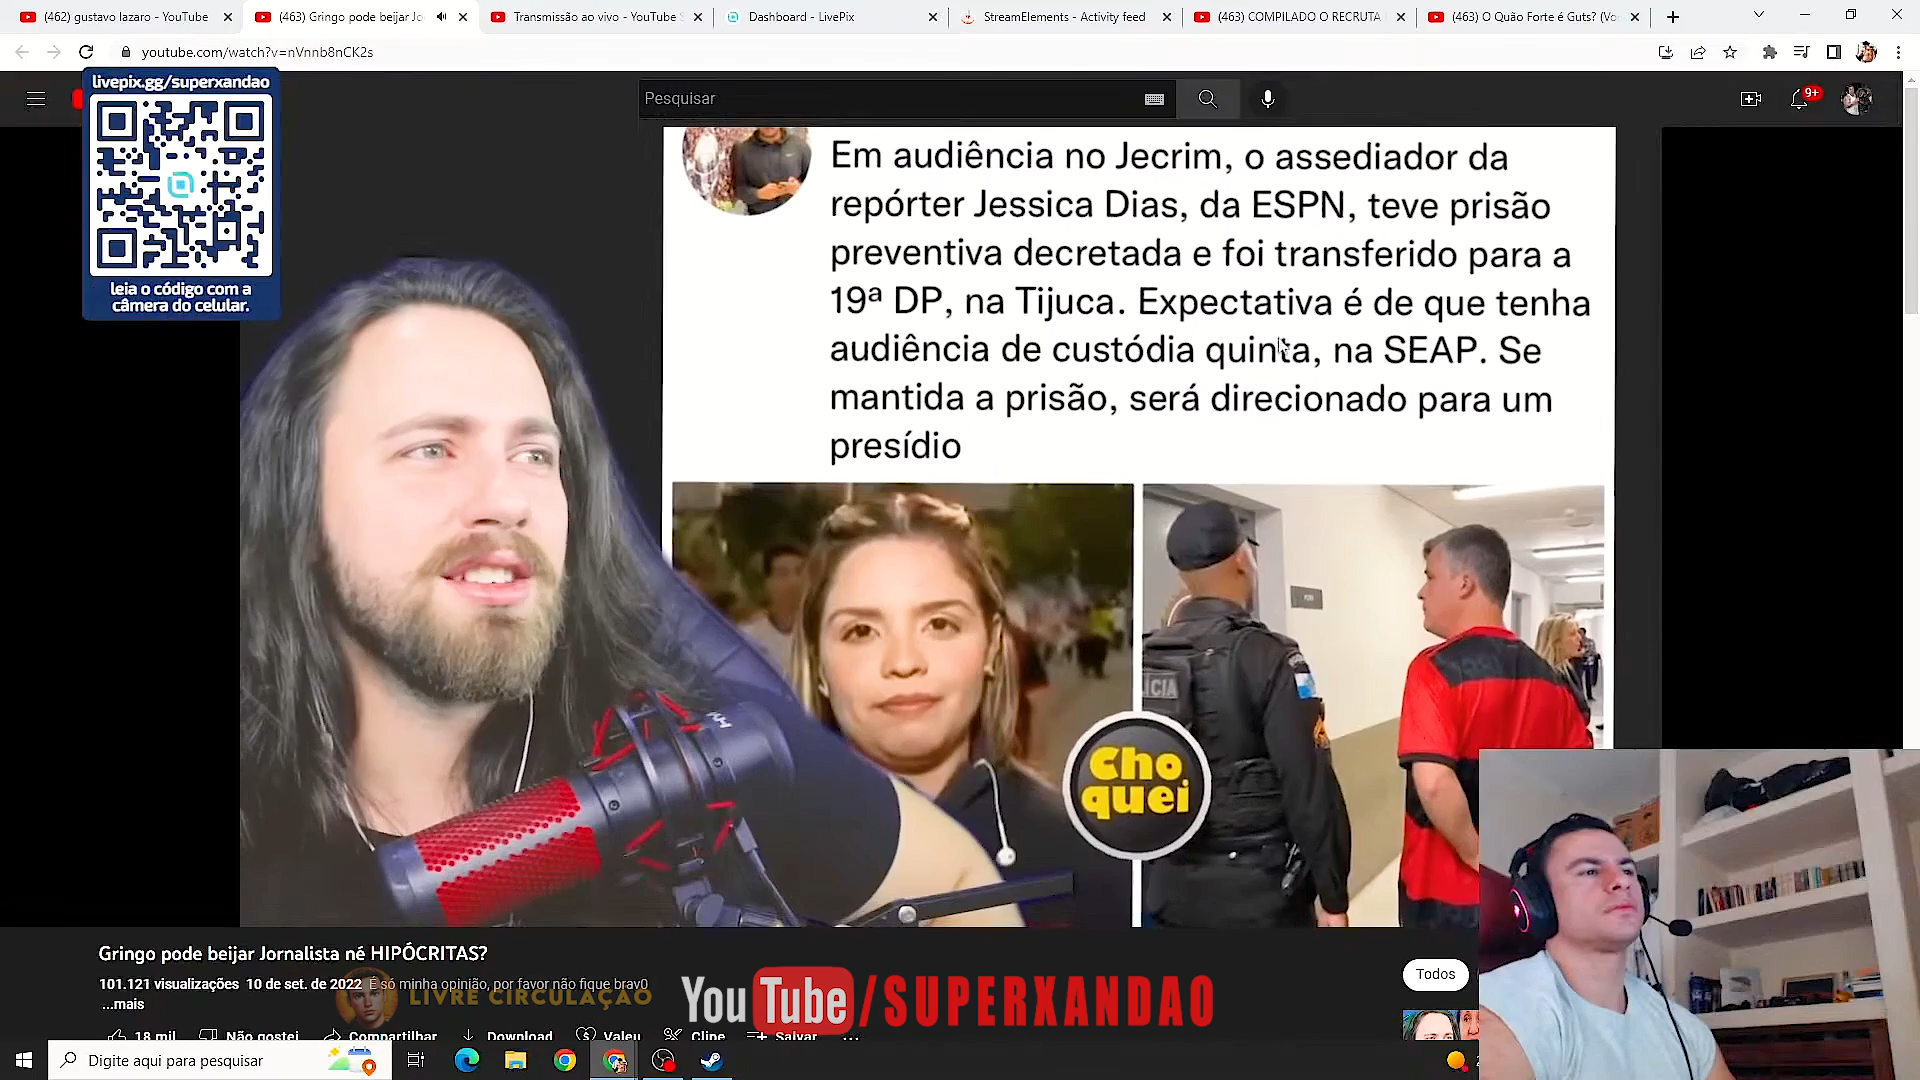 (462) gustavo lazaro - YouTube
(463) Gringo pode beijar Jo
Transmissão ao vivo - YouTube S
Dashboard - LivePix
StreamElements - Activity feed
(463) COMPILADO O RECRUTA
(463) O Quão Forte é Guts? (Vo
youtube.com/watch?v=nVnnb8nCK2s
livepix.gg/superxandao
leia o código com a
câmera do celular.
Pesquisar
9+
Em audiência no Jecrim, o assediador da
repórter Jessica Dias, da ESPN, teve prisão
preventiva decretada e foi transferido para a
19ª DP, na Tijuca. Expectativa é de que tenha
audiência de custódia quinta, na SEAP. Se
mantida a prisão, será direcionado para um
presídio
Cho
quei
Gringo pode beijar Jornalista né HIPÓCRITAS?
101.121 visualizações 10 de set. de 2022 É só minha opinião, por favor não fique brav0
...mais
LIVRE CIRCULAÇÃO
YouTube/SUPERXANDAO
Todos
18 mil
Não gostei
Compartilhar
Download
Valeu
Clipe
Salvar
Digite aqui para pesquisar